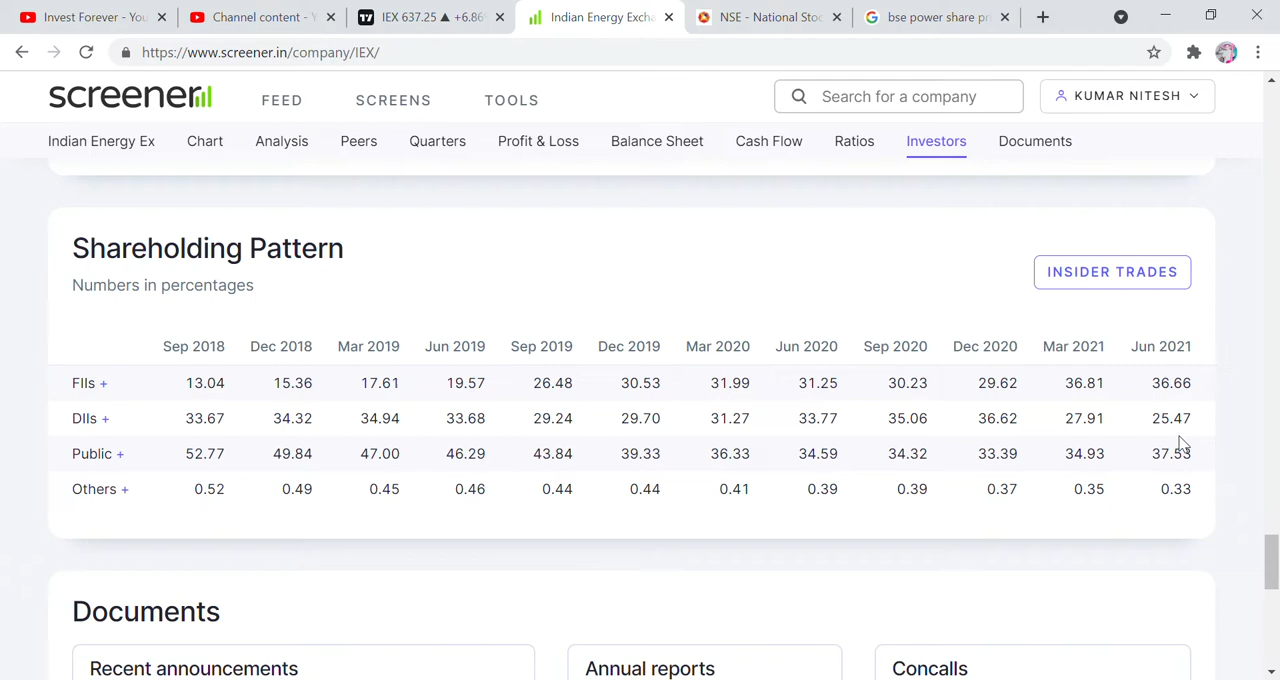 Invest Forever - You
Channel content - Y
IEX 637.25 ▲ +6.86
Indian Energy Excha
NSE - National Stoc
bse power share pri
https://www.screener.in/company/IEX/
screener
FEED
SCREENS
TOOLS
Search for a company
KUMAR NITESH
Indian Energy Ex Chart Analysis Peers Quarters Profit & Loss Balance Sheet Cash Flow Ratios Investors Documents
Shareholding Pattern
Numbers in percentages
INSIDER TRADES
Sep 2018 Dec 2018 Mar 2019 Jun 2019 Sep 2019 Dec 2019 Mar 2020 Jun 2020 Sep 2020 Dec 2020 Mar 2021 Jun 2021
FIIs + 13.04 15.36 17.61 19.57 26.48 30.53 31.99 31.25 30.23 29.62 36.81 36.66
DIIs + 33.67 34.32 34.94 33.68 29.24 29.70 31.27 33.77 35.06 36.62 27.91 25.47
Public + 52.77 49.84 47.00 46.29 43.84 39.33 36.33 34.59 34.32 33.39 34.93 37.53
Others + 0.52 0.49 0.45 0.46 0.44 0.44 0.41 0.39 0.39 0.37 0.35 0.33
Documents
Recent announcements
Annual reports
Concalls